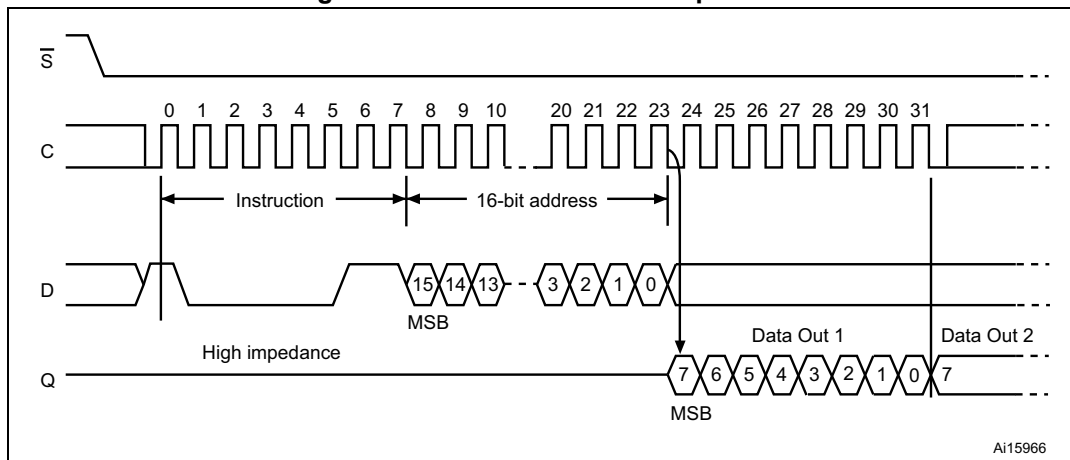 S
0 1 2 3 4 5 6 7 8 9 10 20 21 22 23 24 25 26 27 28 29 30 31
C
Instruction 16-bit address
D 15 14 13 3 2 1 0
MSB
High impedance Data Out 1 Data Out 2
Q 7 6 5 4 3 2 1 0 7
MSB
Ai15966